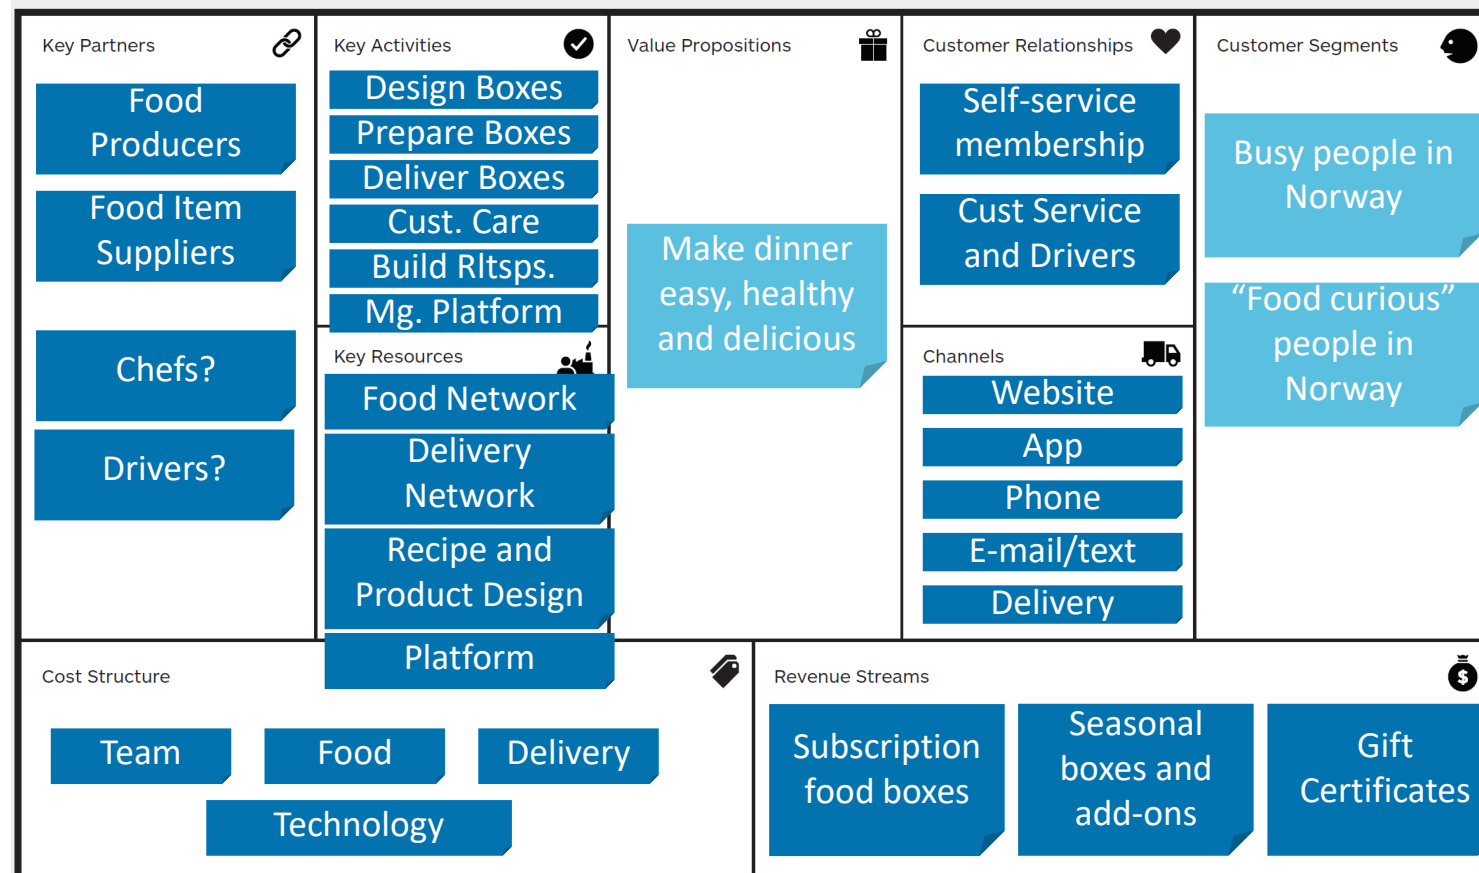 Key Partners
Food
Producers
Food Item
Suppliers
Chefs?
Drivers?
Key Activities
Design Boxes
Prepare Boxes
Deliver Boxes
Cust. Care
Build Rltsps.
Mg. Platform
Key Resources
Food Network
Delivery
Network
Recipe and
Product Design
Platform
Value Propositions
Make dinner
easy, healthy
and delicious
Customer Relationships
Self-service
membership
Cust Service
and Drivers
Channels
Website
App
Phone
E-mail/text
Delivery
Customer Segments
Busy people in
Norway
“Food curious”
people in
Norway
Cost Structure
Team
Food
Delivery
Technology
Revenue Streams
Subscription
food boxes
Seasonal
boxes and
add-ons
Gift
Certificates
$